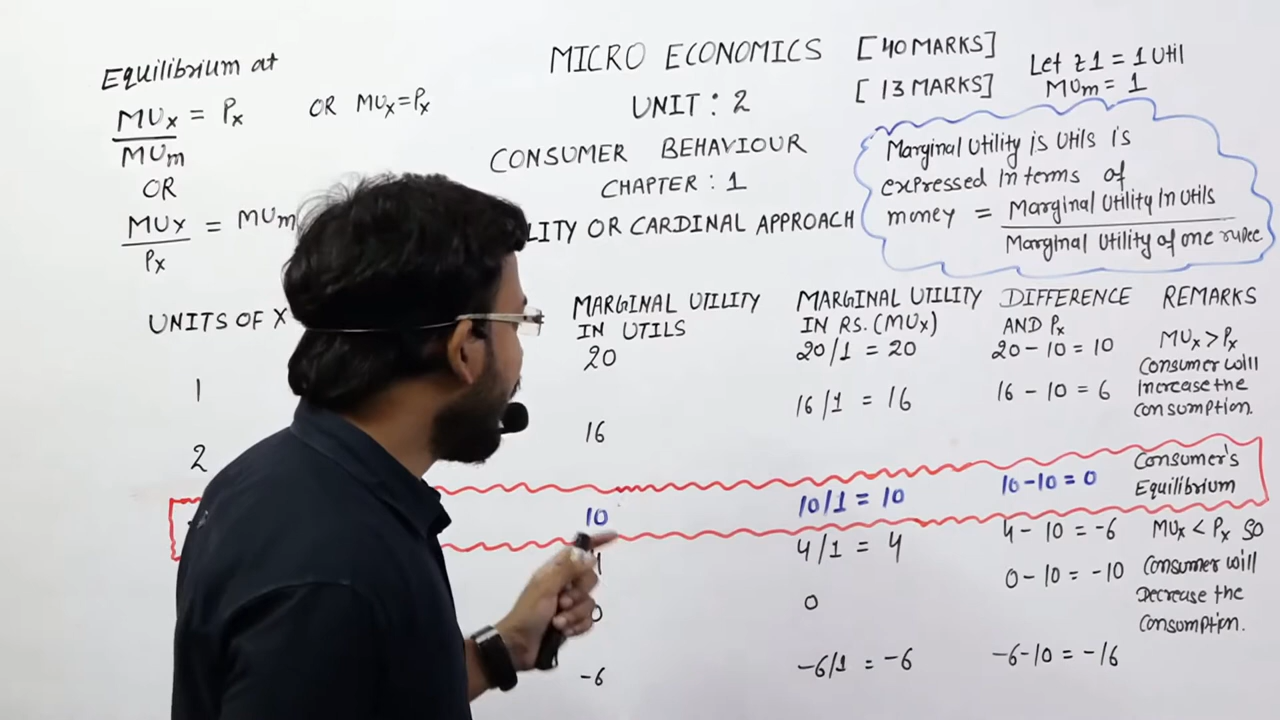 MICRO ECONOMICS [40 MARKS]
UNIT : 2 [13 MARKS]
CONSUMER BEHAVIOUR
CHAPTER : 1
OR CARDINAL APPROACH
Equilibrium at
MUx = Px OR MUx = Px
MUm
OR
MUx = MUm
Px
Let ₹1 = 1 Util
MUm = 1
Marginal Utility is Utils is
expressed In terms of
money = Marginal Utility In Utils
Marginal Utility of one rupee
UNITS OF X
MARGINAL UTILITY
IN UTILS
MARGINAL UTILITY
IN RS. (MUx)
DIFFERENCE
AND Px
REMARKS
1 20 20/1 = 20 20 - 10 = 10
2 16 16/1 = 16 16 - 10 = 6
MUx > Px
Consumer will
Increase the
consumption.
10 10/1 = 10 10 - 10 = 0
Consumer's
Equilibrium
4/1 = 4 4 - 10 = -6
0 0 0 - 10 = -10
-6 -6/1 = -6 -6 - 10 = -16
MUx < Px so
Consumer will
Decrease the
Consumption.